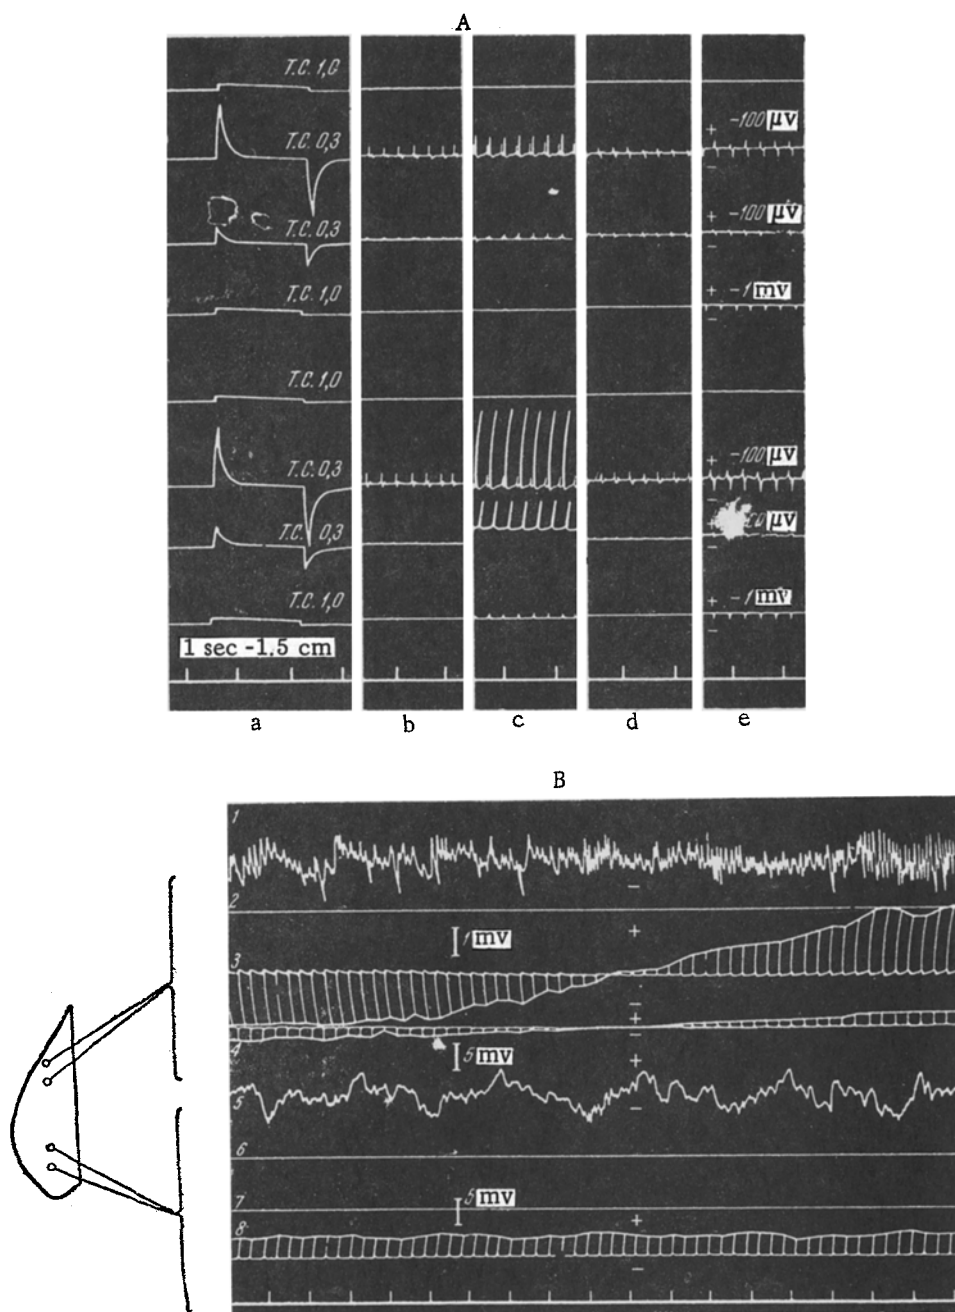 A
T.C. 1,0
T.C. 0,3
-100 μv
+
−
T.C. 0,3
-100 μv
+
−
T.C. 1,0
+ -1 mv
−
T.C. 1,0
T.C. 0,3
+ -100 μv
−
T.C. 0,3
+ μv
−
T.C. 1,0
+ -1 mv
−
1 sec -1.5 cm
a b c d e
B
1
−
2
1 mv
+
3
−
+
−
4
5 mv
+
5
−
6
7
5 mv
+
8
−